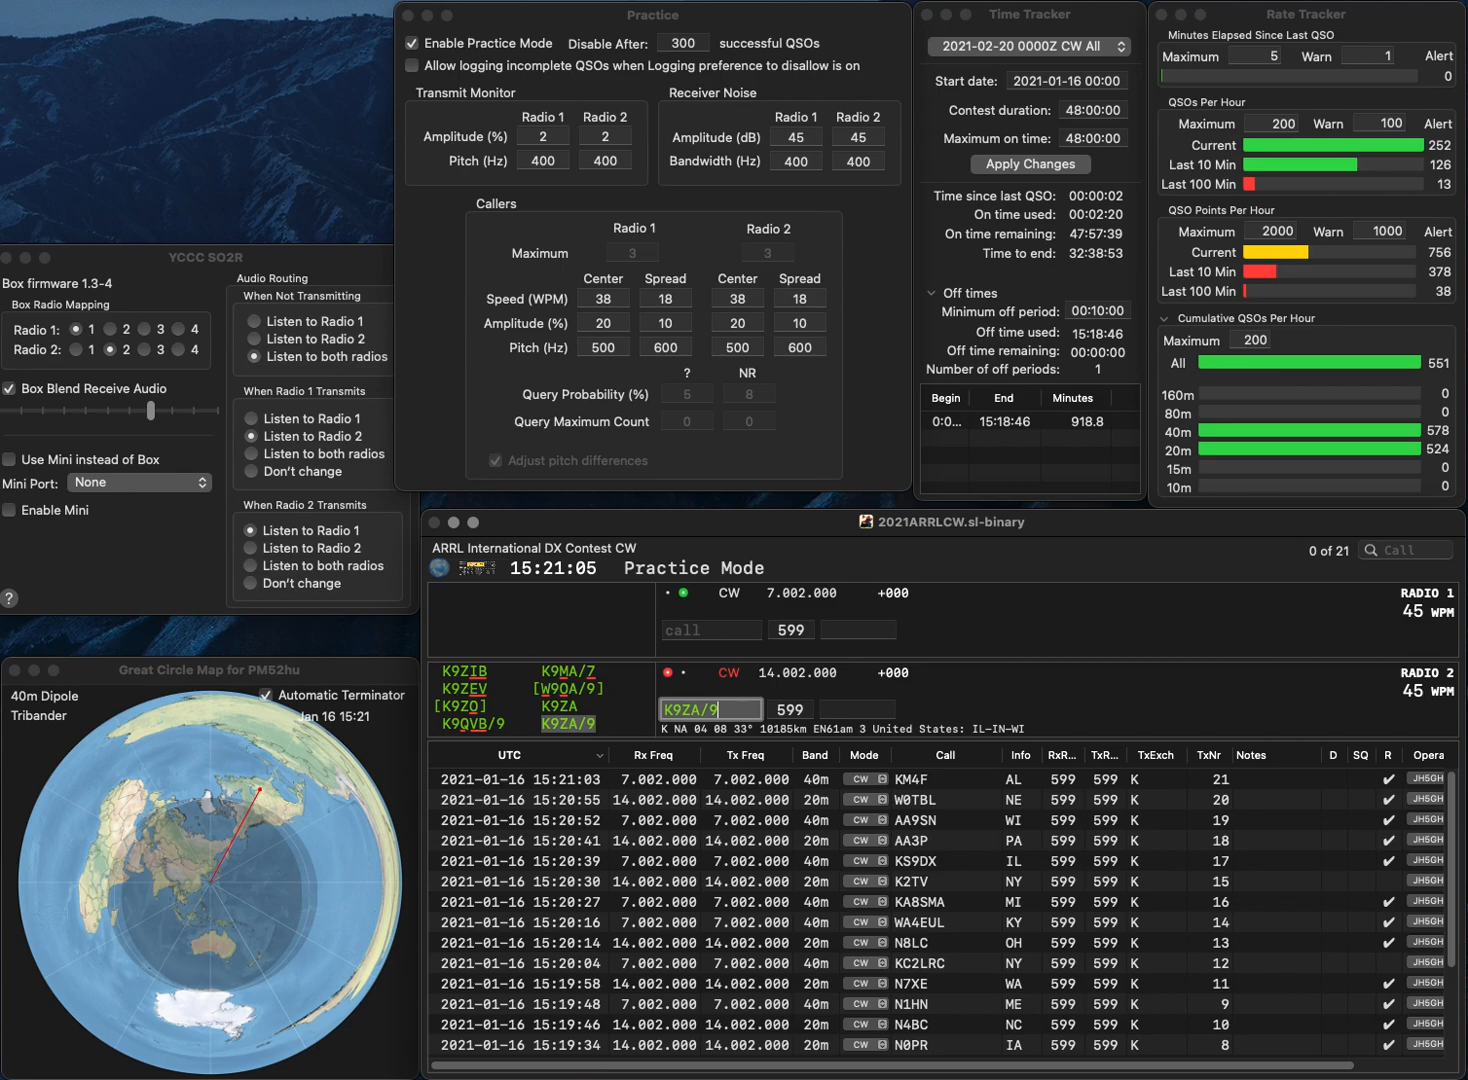 Practice
Enable Practice Mode Disable After: 300 successful QSOs
Allow logging incomplete QSOs when Logging preference to disallow is on
Transmit Monitor
Radio 1 Radio 2
Amplitude (%) 2 2
Pitch (Hz) 400 400
Receiver Noise
Radio 1 Radio 2
Amplitude (dB) 45 45
Bandwidth (Hz) 400 400
Callers
Radio 1 Radio 2
Maximum 3 3
Center Spread Center Spread
Speed (WPM) 38 18 38 18
Amplitude (%) 20 10 20 10
Pitch (Hz) 500 600 500 600
? NR
Query Probability (%) 5 8
Query Maximum Count 0 0
Adjust pitch differences
Time Tracker
2021-02-20 0000Z CW All
Start date: 2021-01-16 00:00
Contest duration: 48:00:00
Maximum on time: 48:00:00
Apply Changes
Time since last QSO: 00:00:02
On time used: 00:02:20
On time remaining: 47:57:39
Time to end: 32:38:53
Off times
Minimum off period: 00:10:00
Off time used: 15:18:46
Off time remaining: 00:00:00
Number of off periods: 1
Begin End Minutes
0:0... 15:18:46 918.8
Rate Tracker
Minutes Elapsed Since Last QSO
Maximum 5 Warn 1 Alert
0
QSOs Per Hour
Maximum 200 Warn 100 Alert
Current 252
Last 10 Min 126
Last 100 Min 13
QSO Points Per Hour
Maximum 2000 Warn 1000 Alert
Current 756
Last 10 Min 378
Last 100 Min 38
Cumulative QSOs Per Hour
Maximum 200
All 551
160m 0
80m 0
40m 578
20m 524
15m 0
10m 0
YCCC SO2R
Box firmware 1.3-4
Box Radio Mapping
Radio 1: 1 2 3 4
Radio 2: 1 2 3 4
Box Blend Receive Audio
Use Mini instead of Box
Mini Port: None
Enable Mini
?
Audio Routing
When Not Transmitting
Listen to Radio 1
Listen to Radio 2
Listen to both radios
When Radio 1 Transmits
Listen to Radio 1
Listen to Radio 2
Listen to both radios
Don't change
When Radio 2 Transmits
Listen to Radio 1
Listen to Radio 2
Listen to both radios
Don't change
Great Circle Map for PM52hu
40m Dipole
Tribander
Automatic Terminator
Jan 16 15:21
2021ARRLCW.sl-binary
ARRL International DX Contest CW
0 of 21 Call
15:21:05 Practice Mode
CW 7.002.000 +000 RADIO 1
45 WPM
call 599
K9ZIB K9MA/7
K9ZEV [W9OA/9]
[K9ZO] K9ZA
K9QVB/9 K9ZA/9
CW 14.002.000 +000 RADIO 2
45 WPM
K9ZA/9 599
K NA 04 08 33° 10185km EN61am 3 United States: IL-IN-WI
UTC Rx Freq Tx Freq Band Mode Call Info RxR... TxR... TxExch TxNr Notes D SQ R Opera
2021-01-16 15:21:03 7.002.000 7.002.000 40m CW KM4F AL 599 599 K 21 ✔ JH5GH
2021-01-16 15:20:55 14.002.000 14.002.000 20m CW W0TBL NE 599 599 K 20 ✔ JH5GH
2021-01-16 15:20:52 7.002.000 7.002.000 40m CW AA9SN WI 599 599 K 19 ✔ JH5GH
2021-01-16 15:20:41 14.002.000 14.002.000 20m CW AA3P PA 599 599 K 18 ✔ JH5GH
2021-01-16 15:20:39 7.002.000 7.002.000 40m CW KS9DX IL 599 599 K 17 ✔ JH5GH
2021-01-16 15:20:30 14.002.000 14.002.000 20m CW K2TV NY 599 599 K 15 JH5GH
2021-01-16 15:20:27 7.002.000 7.002.000 40m CW KA8SMA MI 599 599 K 16 ✔ JH5GH
2021-01-16 15:20:16 7.002.000 7.002.000 40m CW WA4EUL KY 599 599 K 14 ✔ JH5GH
2021-01-16 15:20:14 14.002.000 14.002.000 20m CW N8LC OH 599 599 K 13 ✔ JH5GH
2021-01-16 15:20:04 14.002.000 14.002.000 20m CW KC2LRC NY 599 599 K 12 JH5GH
2021-01-16 15:19:58 14.002.000 14.002.000 20m CW N7XE WA 599 599 K 11 ✔ JH5GH
2021-01-16 15:19:48 7.002.000 7.002.000 40m CW N1HN ME 599 599 K 9 ✔ JH5GH
2021-01-16 15:19:46 14.002.000 14.002.000 20m CW N4BC NC 599 599 K 10 ✔ JH5GH
2021-01-16 15:19:34 14.002.000 14.002.000 20m CW N0PR IA 599 599 K 8 ✔ JH5GH